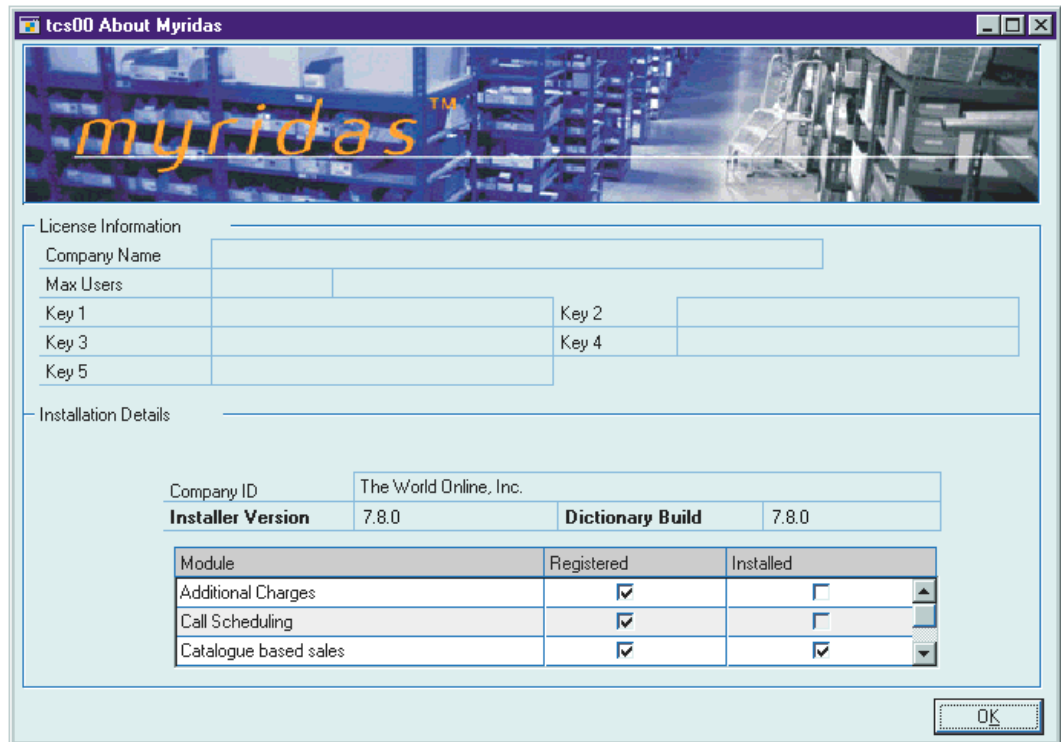 tcs00 About Myridas
myridas™
License Information
Company Name
Max Users
Key 1 Key 2
Key 3 Key 4
Key 5
Installation Details
Company ID The World Online, Inc.
Installer Version 7.8.0 Dictionary Build 7.8.0
Module Registered Installed
Additional Charges
Call Scheduling
Catalogue based sales
OK